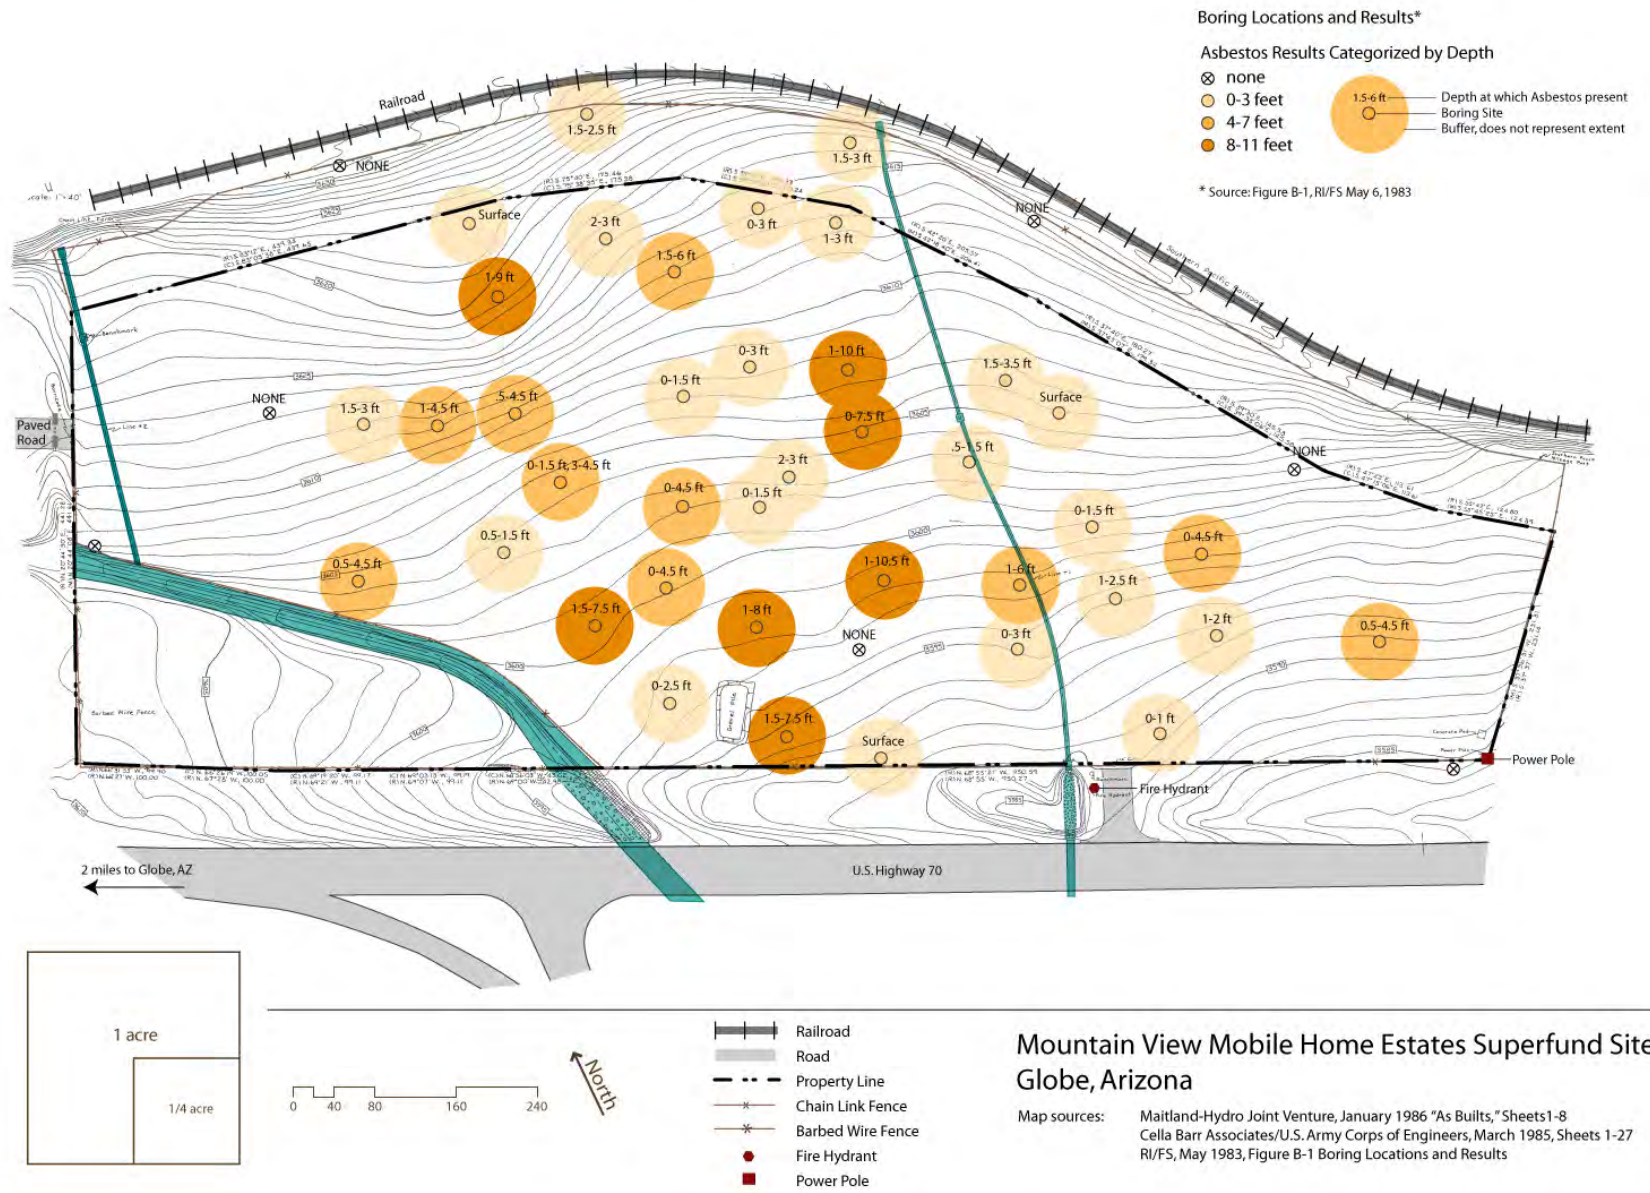 Boring Locations and Results*
Asbestos Results Categorized by Depth
none
0-3 feet
4-7 feet
8-11 feet
1.5-6 ft
Depth at which Asbestos present
Boring Site
Buffer, does not represent extent
* Source: Figure B-1, RI/FS May 6, 1983
Railroad
1.5-2.5 ft
NONE
1.5-3 ft
Surface
2-3 ft
0-3 ft
1-3 ft
NONE
Southern Pacific Railroad
1.5-6 ft
1-9 ft
Benchmark
0-3 ft
1-10 ft
1.5-3.5 ft
0-1.5 ft
Surface
NONE
1.5-3 ft
1-4.5 ft
.5-4.5 ft
0-7.5 ft
Paved
Road
Line #2
.5-1.5 ft
NONE
0-1.5 ft, 3-4.5 ft
2-3 ft
0-4.5 ft
0-1.5 ft
0-1.5 ft
0.5-1.5 ft
0-4.5 ft
0.5-4.5 ft
0-4.5 ft
1-10.5 ft
1-6 ft
Line #1
1-2.5 ft
1.5-7.5 ft
1-8 ft
NONE
0-3 ft
1-2 ft
0.5-4.5 ft
0-2.5 ft
Gravel Pile
Barbed Wire Fence
1.5-7.5 ft
Surface
0-1 ft
Power Pole
Fire Hydrant
2 miles to Globe, AZ
U.S. Highway 70
1 acre
1/4 acre
0 40 80 160 240
North
Railroad
Road
Property Line
Chain Link Fence
Barbed Wire Fence
Fire Hydrant
Power Pole
Mountain View Mobile Home Estates Superfund Site
Globe, Arizona
Map sources:
Maitland-Hydro Joint Venture, January 1986 "As Builts," Sheets1-8
Cella Barr Associates/U.S. Army Corps of Engineers, March 1985, Sheets 1-27
RI/FS, May 1983, Figure B-1 Boring Locations and Results